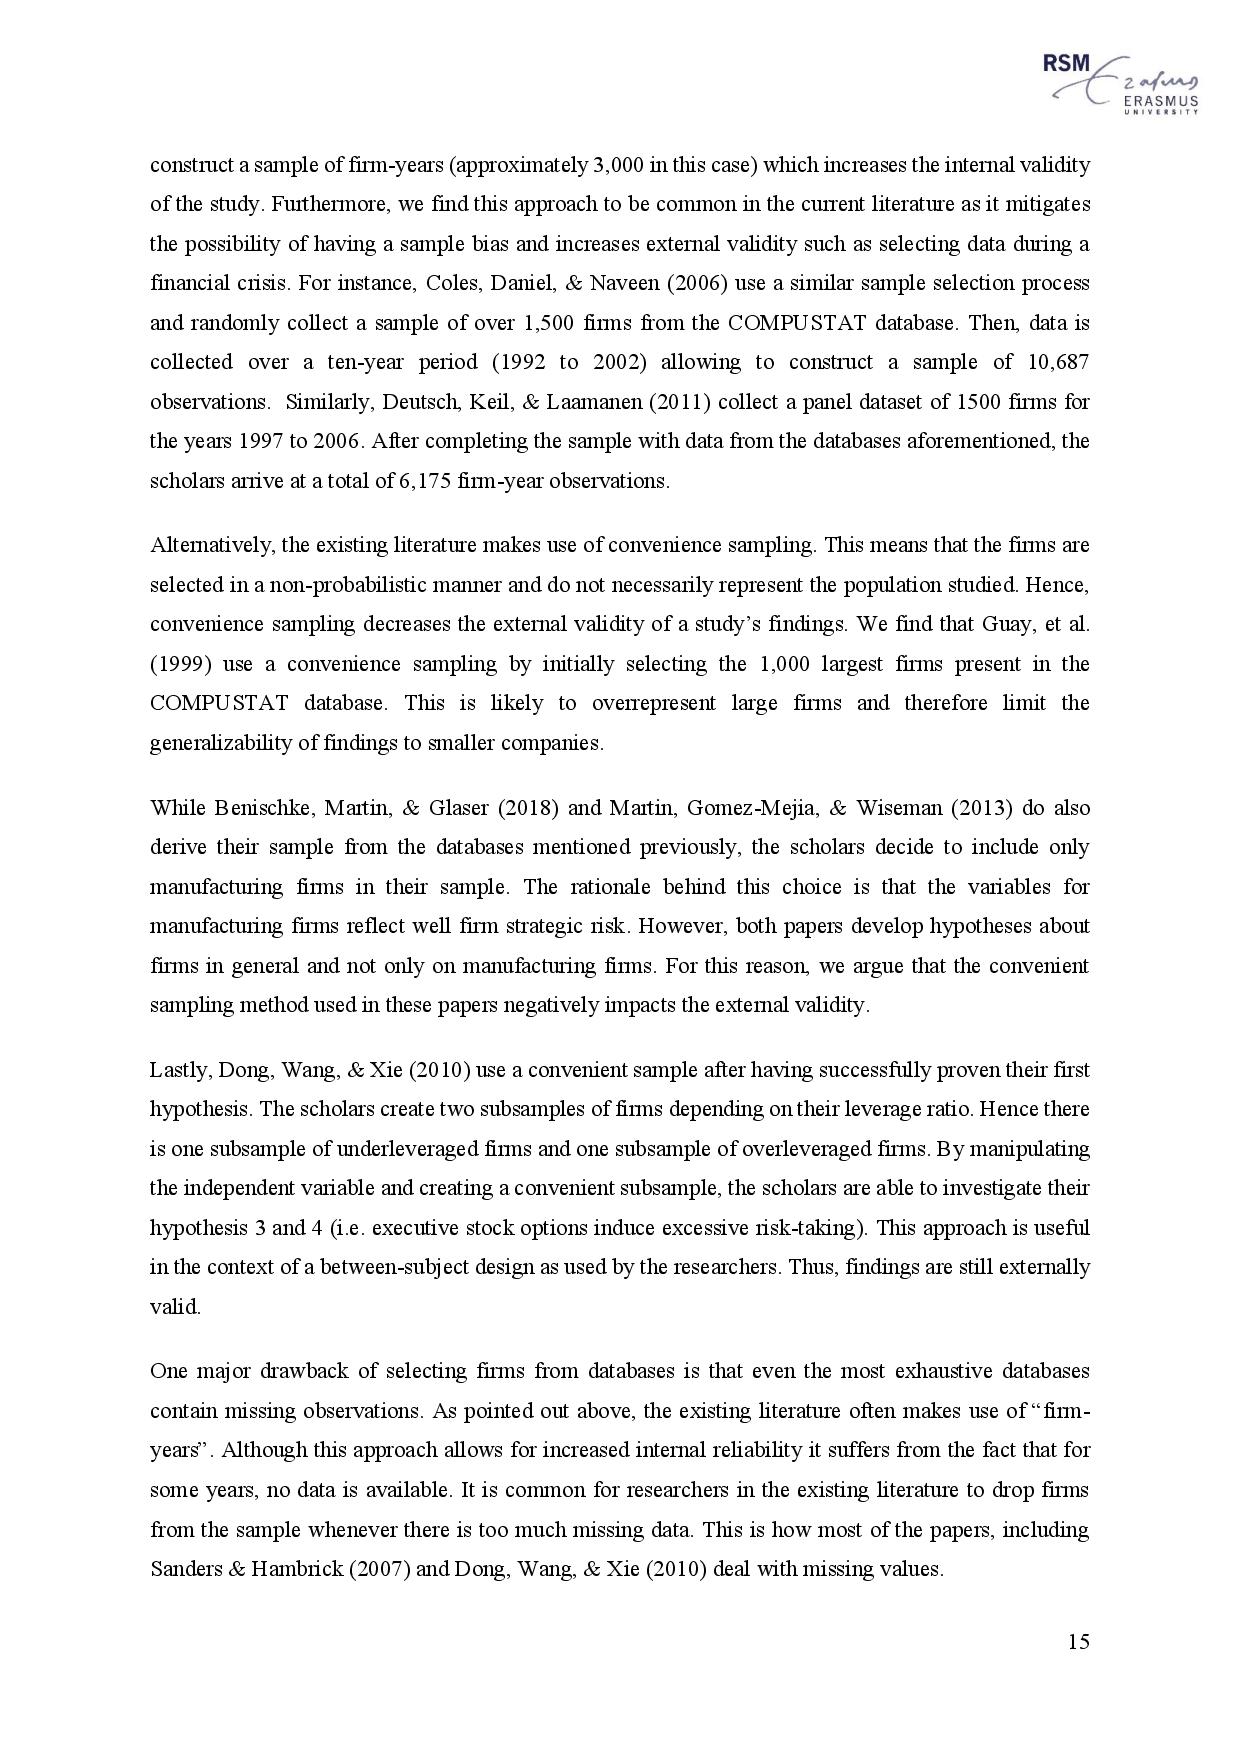 RSM
Erasmus
ERASMUS
UNIVERSITY
construct a sample of firm-years (approximately 3,000 in this case) which increases the internal validity
of the study. Furthermore, we find this approach to be common in the current literature as it mitigates
the possibility of having a sample bias and increases external validity such as selecting data during a
financial crisis. For instance, Coles, Daniel, & Naveen (2006) use a similar sample selection process
and randomly collect a sample of over 1,500 firms from the COMPUSTAT database. Then, data is
collected over a ten-year period (1992 to 2002) allowing to construct a sample of 10,687
observations. Similarly, Deutsch, Keil, & Laamanen (2011) collect a panel dataset of 1500 firms for
the years 1997 to 2006. After completing the sample with data from the databases aforementioned, the
scholars arrive at a total of 6,175 firm-year observations.
Alternatively, the existing literature makes use of convenience sampling. This means that the firms are
selected in a non-probabilistic manner and do not necessarily represent the population studied. Hence,
convenience sampling decreases the external validity of a study’s findings. We find that Guay, et al.
(1999) use a convenience sampling by initially selecting the 1,000 largest firms present in the
COMPUSTAT database. This is likely to overrepresent large firms and therefore limit the
generalizability of findings to smaller companies.
While Benischke, Martin, & Glaser (2018) and Martin, Gomez-Mejia, & Wiseman (2013) do also
derive their sample from the databases mentioned previously, the scholars decide to include only
manufacturing firms in their sample. The rationale behind this choice is that the variables for
manufacturing firms reflect well firm strategic risk. However, both papers develop hypotheses about
firms in general and not only on manufacturing firms. For this reason, we argue that the convenient
sampling method used in these papers negatively impacts the external validity.
Lastly, Dong, Wang, & Xie (2010) use a convenient sample after having successfully proven their first
hypothesis. The scholars create two subsamples of firms depending on their leverage ratio. Hence there
is one subsample of underleveraged firms and one subsample of overleveraged firms. By manipulating
the independent variable and creating a convenient subsample, the scholars are able to investigate their
hypothesis 3 and 4 (i.e. executive stock options induce excessive risk-taking). This approach is useful
in the context of a between-subject design as used by the researchers. Thus, findings are still externally
valid.
One major drawback of selecting firms from databases is that even the most exhaustive databases
contain missing observations. As pointed out above, the existing literature often makes use of “firm-
years”. Although this approach allows for increased internal reliability it suffers from the fact that for
some years, no data is available. It is common for researchers in the existing literature to drop firms
from the sample whenever there is too much missing data. This is how most of the papers, including
Sanders & Hambrick (2007) and Dong, Wang, & Xie (2010) deal with missing values.
15